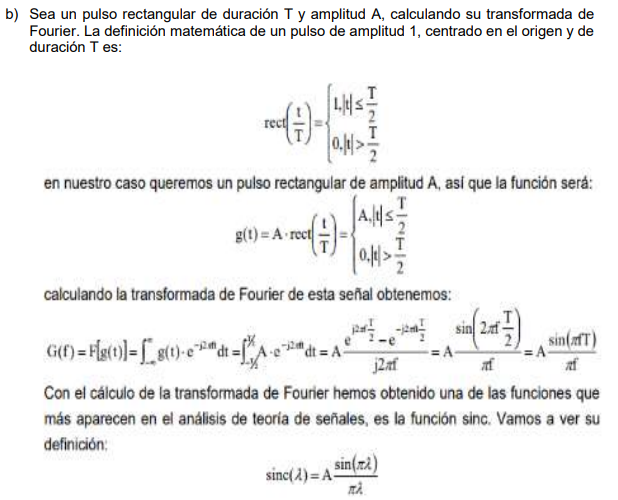 b) Sea un pulso rectangular de duración T y amplitud A, calculando su transformada de
Fourier. La definición matemática de un pulso de amplitud 1, centrado en el origen y de
duración T es:
rect(t/T) = {1,|t| ≤ T/2
0,|t| > T/2
en nuestro caso queremos un pulso rectangular de amplitud A, así que la función será:
g(t) = A · rect(t/T) = {A,|t| ≤ T/2
0,|t| > T/2
calculando la transformada de Fourier de esta señal obtenemos:
G(f) = F[g(t)] = ∫_{-∞}^{∞} g(t)·e^{-j2πft} dt = ∫_{-T/2}^{T/2} A·e^{-j2πft} dt = A (e^{j2πf T/2} - e^{-j2πf T/2})/(j2πf) = A· sin(2πf T/2)/(πf) = A sin(πfT)/(πf)
Con el cálculo de la transformada de Fourier hemos obtenido una de las funciones que
más aparecen en el análisis de teoría de señales, es la función sinc. Vamos a ver su
definición:
sinc(λ) = A sin(πλ)/(πλ)